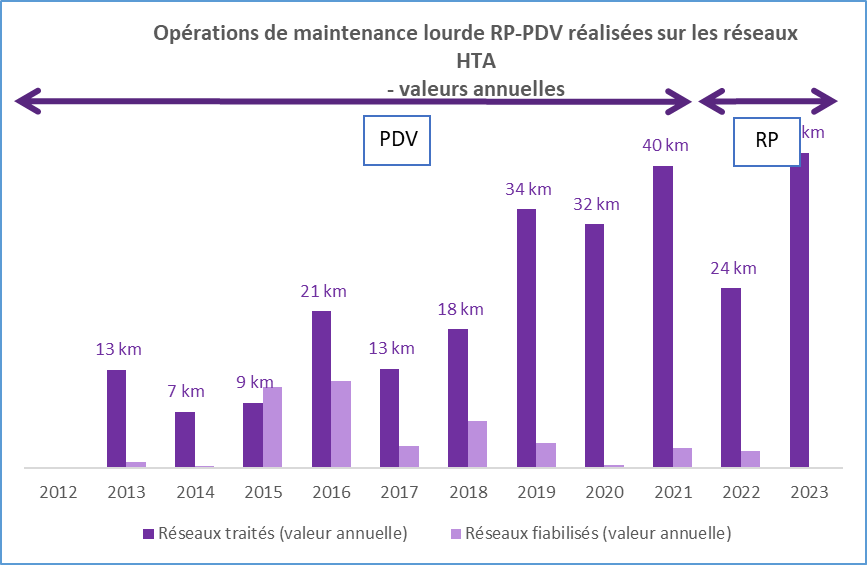 Opérations de maintenance lourde RP-PDV réalisées sur les réseaux
HTA
- valeurs annuelles
PDV
RP
km
40 km
34 km
32 km
24 km
21 km
18 km
13 km
13 km
7 km
9 km
2012 2013 2014 2015 2016 2017 2018 2019 2020 2021 2022 2023
Réseaux traités (valeur annuelle) Réseaux fiabilisés (valeur annuelle)